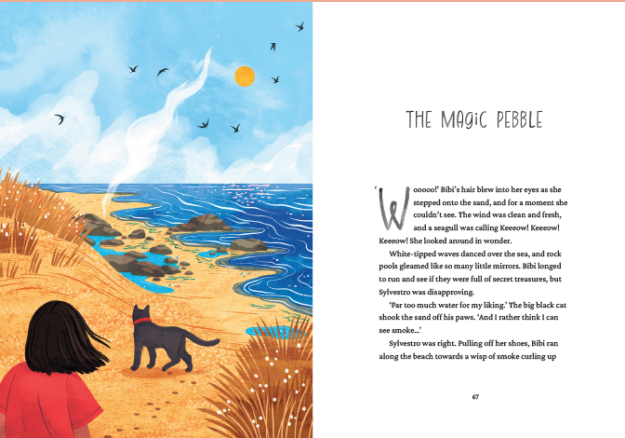 THE MAGIC PEBBLE
‘Wooooo!’ Bibi’s hair blew into her eyes as she
stepped onto the sand, and for a moment she
couldn’t see. The wind was clean and fresh,
and a seagull was calling Keeeow! Keeeow!
Keeeow! She looked around in wonder.
White-tipped waves danced over the sea, and rock
pools gleamed like so many little mirrors. Bibi longed
to run and see if they were full of secret treasures, but
Sylvestro was disapproving.
‘Far too much water for my liking.’ The big black cat
shook the sand off his paws. ‘And I rather think I can
see smoke...’
Sylvestro was right. Pulling off her shoes, Bibi ran
along the beach towards a wisp of smoke curling up
67